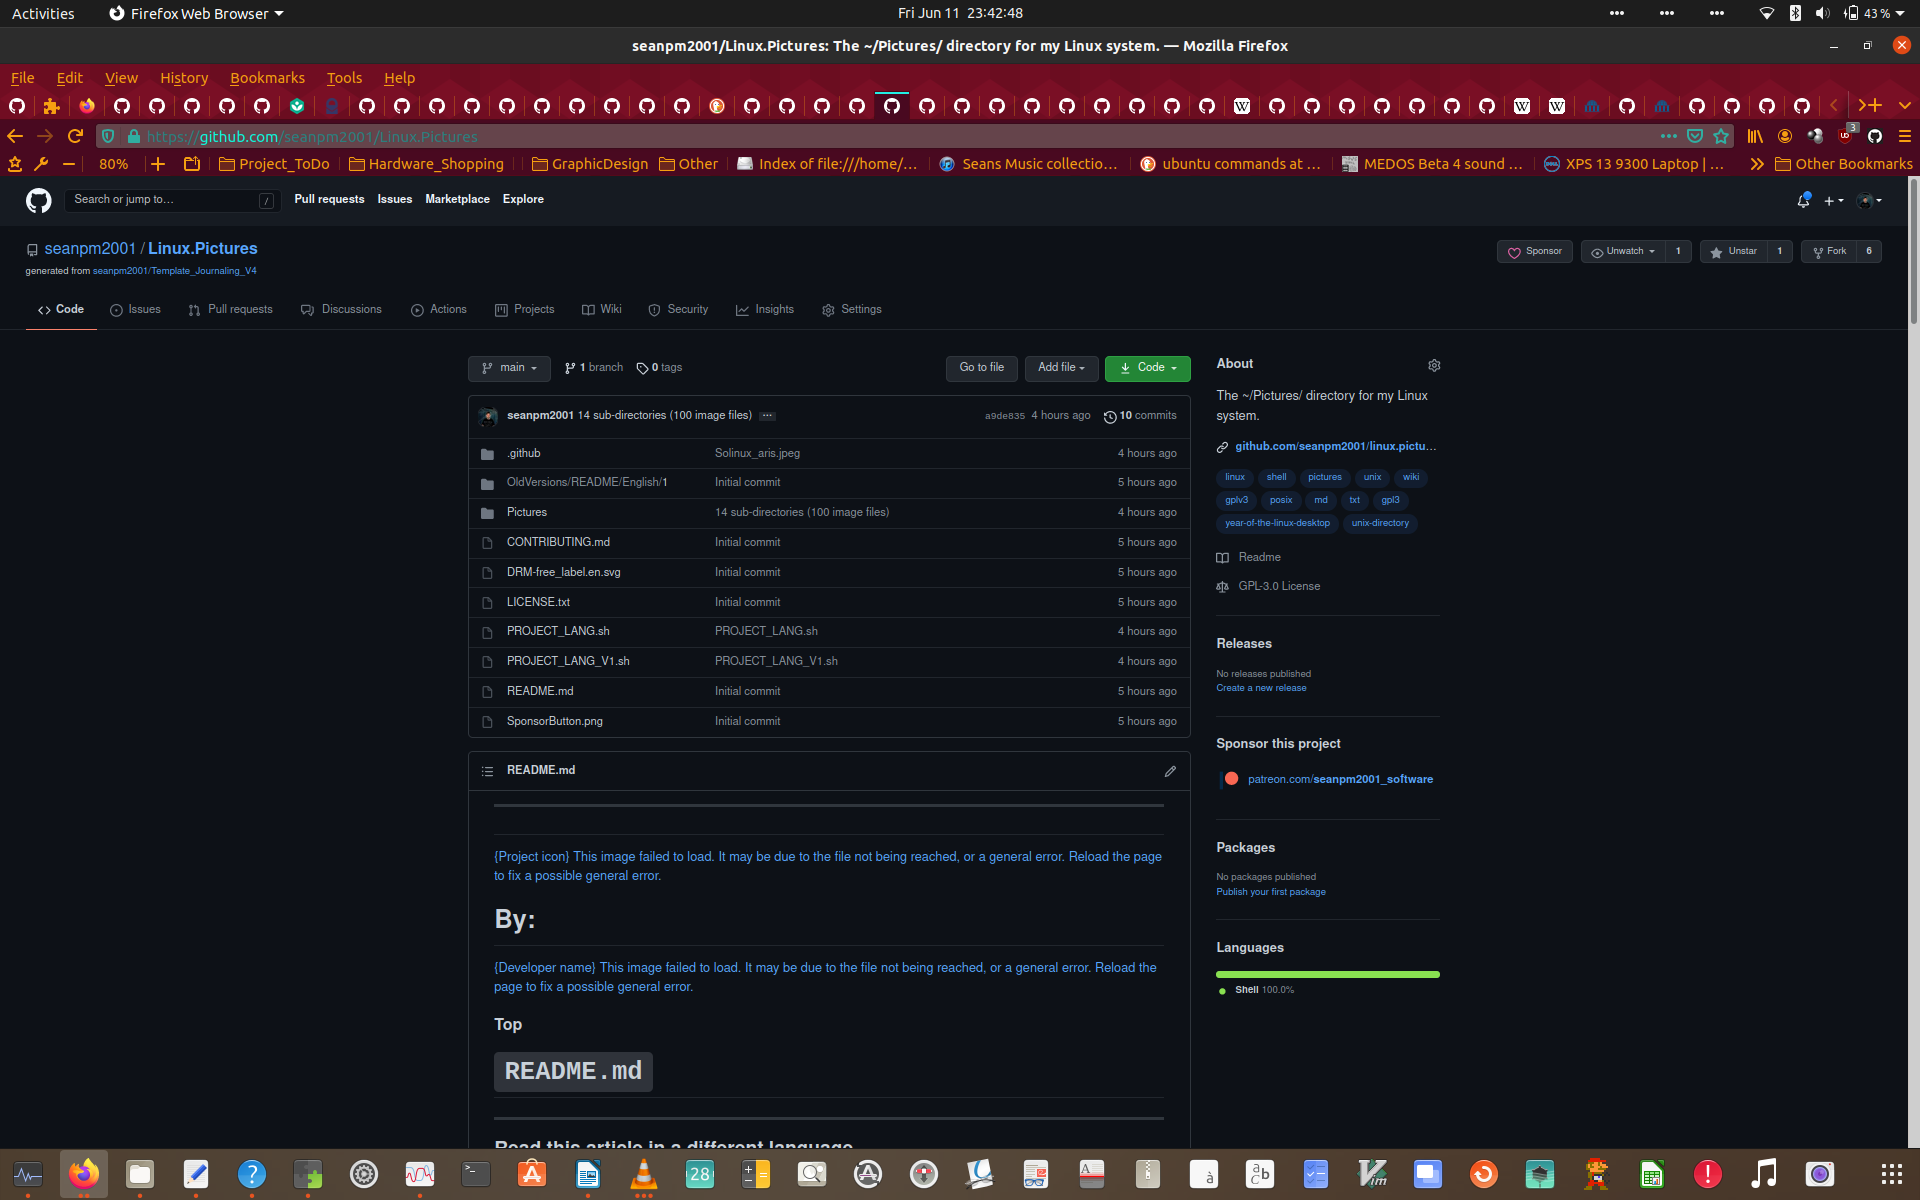 Activities Firefox Web Browser Fri Jun 11 23:42:48 43 %
seanpm2001/Linux.Pictures: The ~/Pictures/ directory for my Linux system. — Mozilla Firefox
File Edit View History Bookmarks Tools Help
https://github.com/seanpm2001/Linux.Pictures 3
80% Project_ToDo Hardware_Shopping GraphicDesign Other Index of file:///home/... Seans Music collectio... ubuntu commands at ... MEDOS Beta 4 sound ... XPS 13 9300 Laptop | ... Other Bookmarks
Search or jump to... / Pull requests Issues Marketplace Explore
seanpm2001 / Linux.Pictures Sponsor Unwatch 1 Unstar 1 Fork 6
generated from seanpm2001/Template_Journaling_V4
Code Issues Pull requests Discussions Actions Projects Wiki Security Insights Settings
main 1 branch 0 tags Go to file Add file Code
seanpm2001 14 sub-directories (100 image files) ... a9de835 4 hours ago 10 commits
.github Solinux_aris.jpeg 4 hours ago
OldVersions/README/English/1 Initial commit 5 hours ago
Pictures 14 sub-directories (100 image files) 4 hours ago
CONTRIBUTING.md Initial commit 5 hours ago
DRM-free_label.en.svg Initial commit 5 hours ago
LICENSE.txt Initial commit 5 hours ago
PROJECT_LANG.sh PROJECT_LANG.sh 4 hours ago
PROJECT_LANG_V1.sh PROJECT_LANG_V1.sh 4 hours ago
README.md Initial commit 5 hours ago
SponsorButton.png Initial commit 5 hours ago
README.md
{Project icon} This image failed to load. It may be due to the file not being reached, or a general error. Reload the page
to fix a possible general error.
By:
{Developer name} This image failed to load. It may be due to the file not being reached, or a general error. Reload the
page to fix a possible general error.
Top
README.md
Read this article in a different language
About
The ~/Pictures/ directory for my Linux
system.
github.com/seanpm2001/linux.pictu...
linux shell pictures unix wiki
gplv3 posix md txt gpl3
year-of-the-linux-desktop unix-directory
Readme
GPL-3.0 License
Releases
No releases published
Create a new release
Sponsor this project
patreon.com/seanpm2001_software
Packages
No packages published
Publish your first package
Languages
Shell 100.0%
28
Vim